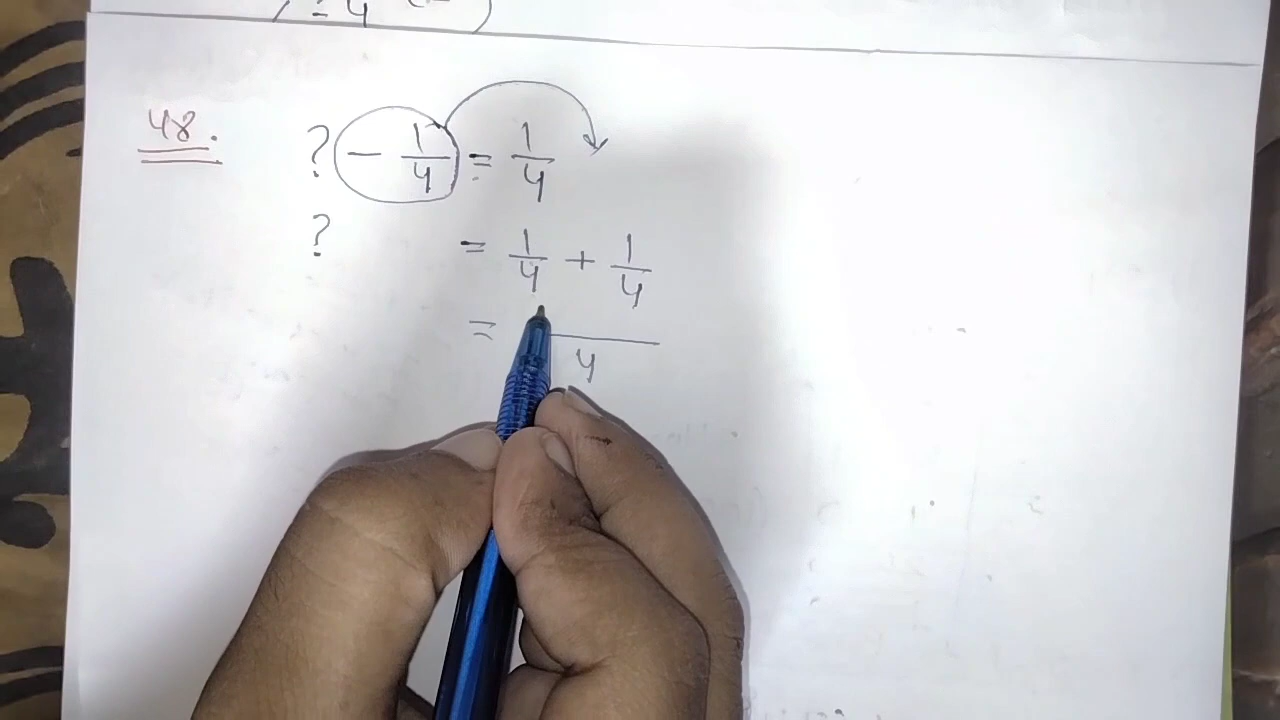 48. ? - 1/4 = 1/4
? = 1/4 + 1/4
= /4